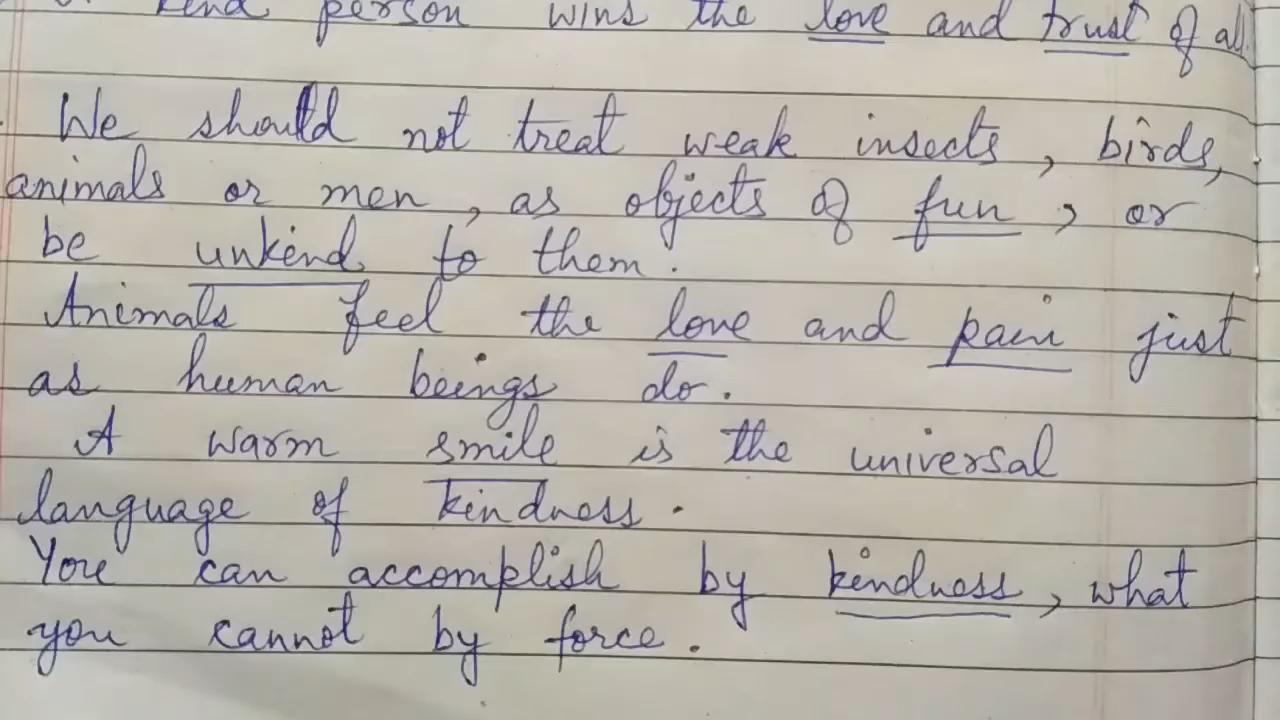 kind person wins the love and trust of all.
We should not treat weak insects, birds,
animals or men, as objects of fun, or
be unkind to them.
Animals feel the love and pain just
as human beings do.
A warm smile is the universal
language of kindness.
You can accomplish by kindness, what
you cannot by force.